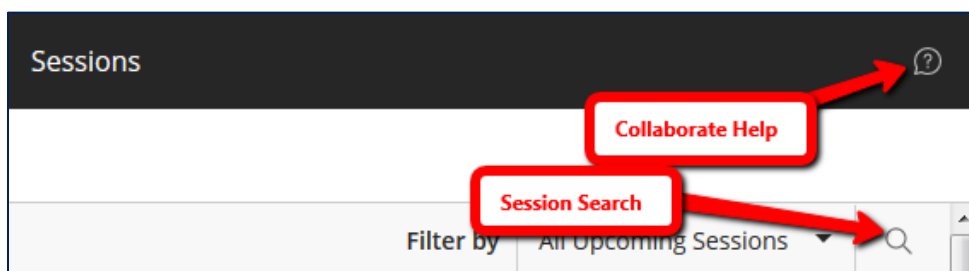 Sessions
Collaborate Help
Session Search
Filter by All Upcoming Sessions